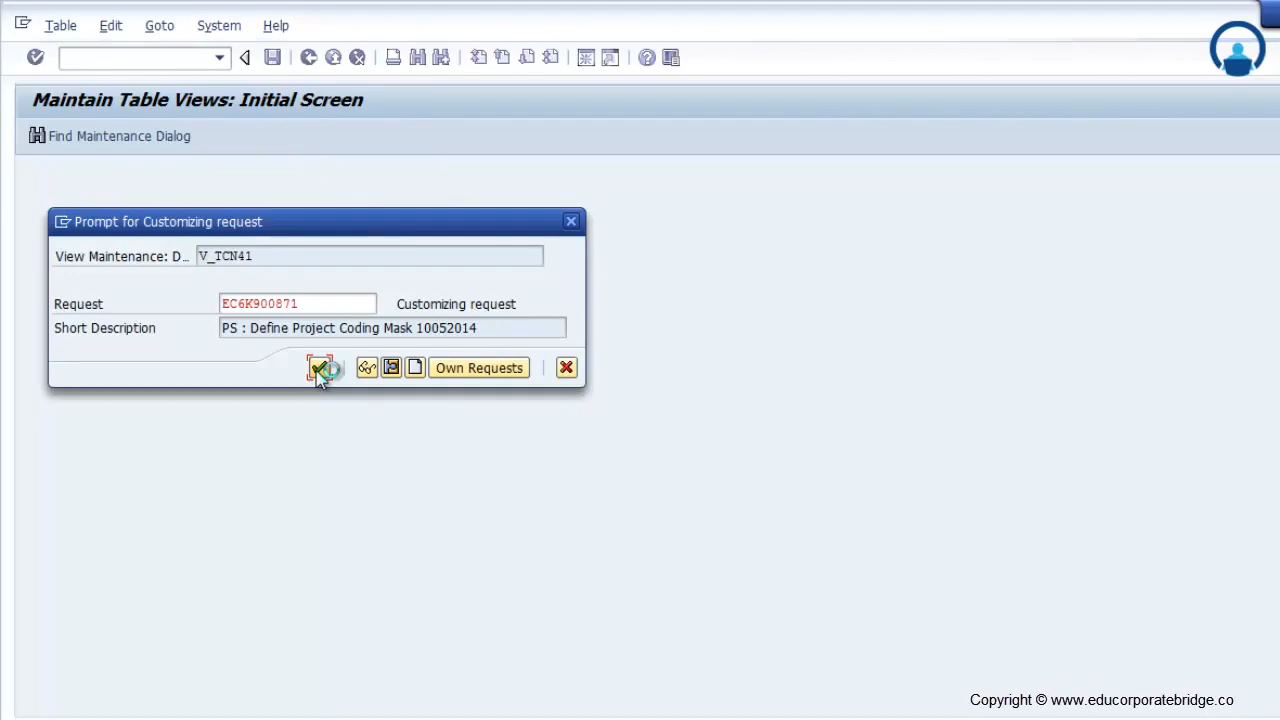 Table Edit Goto System Help
Maintain Table Views: Initial Screen
Find Maintenance Dialog
Prompt for Customizing request
View Maintenance: D... V_TCN41
Request EC6K900871 Customizing request
Short Description PS : Define Project Coding Mask 10052014
Own Requests
Copyright © www.educorporatebridge.co